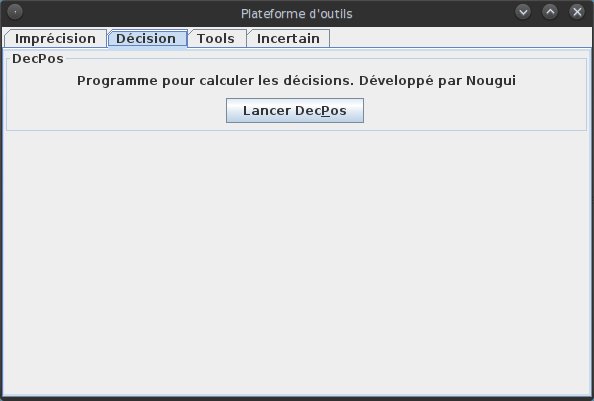 Plateforme d'outils
Imprécision Décision Tools Incertain
DecPos
Programme pour calculer les décisions. Développé par Nougui
Lancer DecPos